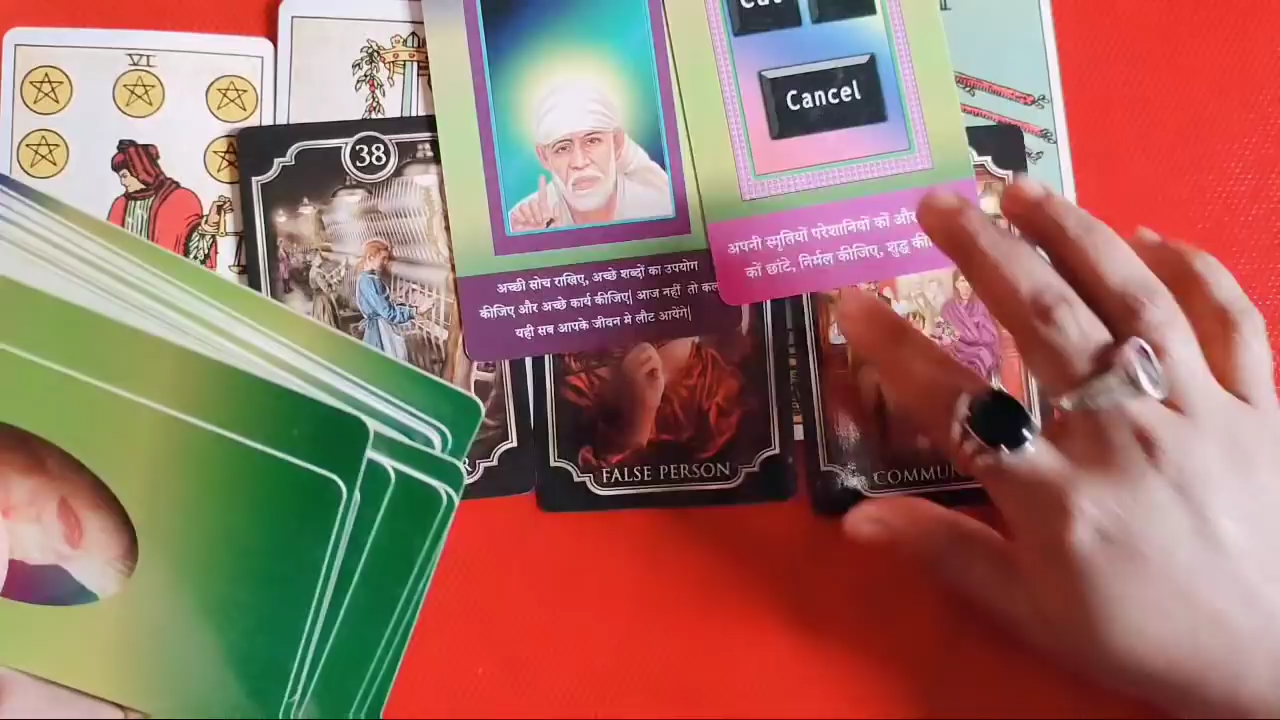 VI
38
Cut
Cancel
अपनी स्मृतियों परेशानियों कों और
कों छांटे, निर्मल कीजिए, शुद्ध
अच्छी सोच राखिए, अच्छे शब्दों का उपयोग
कीजिए और अच्छे कार्य कीजिए| आज नहीं तो कल
यही सब आपके जीवन मे लौट आयेंगे|
FALSE PERSON